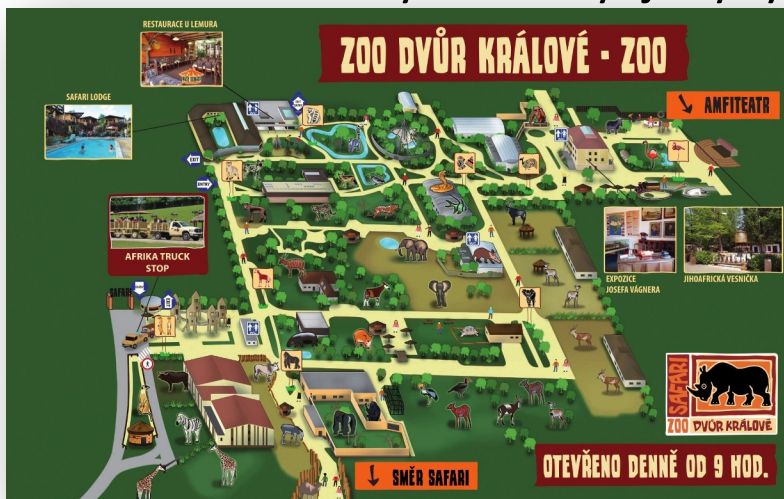 RESTAURACE U LEMURA
ZOO DVŮR KRÁLOVÉ - ZOO
SAFARI LODGE
AMFITEATR
EXIT
ENTRY
AFRIKA TRUCK
STOP
EXPOZICE
JOSEFA VÁGNERA
JIHOAFRICKÁ VESNIČKA
SAFARI
SAFARI
ZOO DVŮR KRÁLOVÉ
SMĚR SAFARI
OTEVŘENO DENNĚ OD 9 HOD.